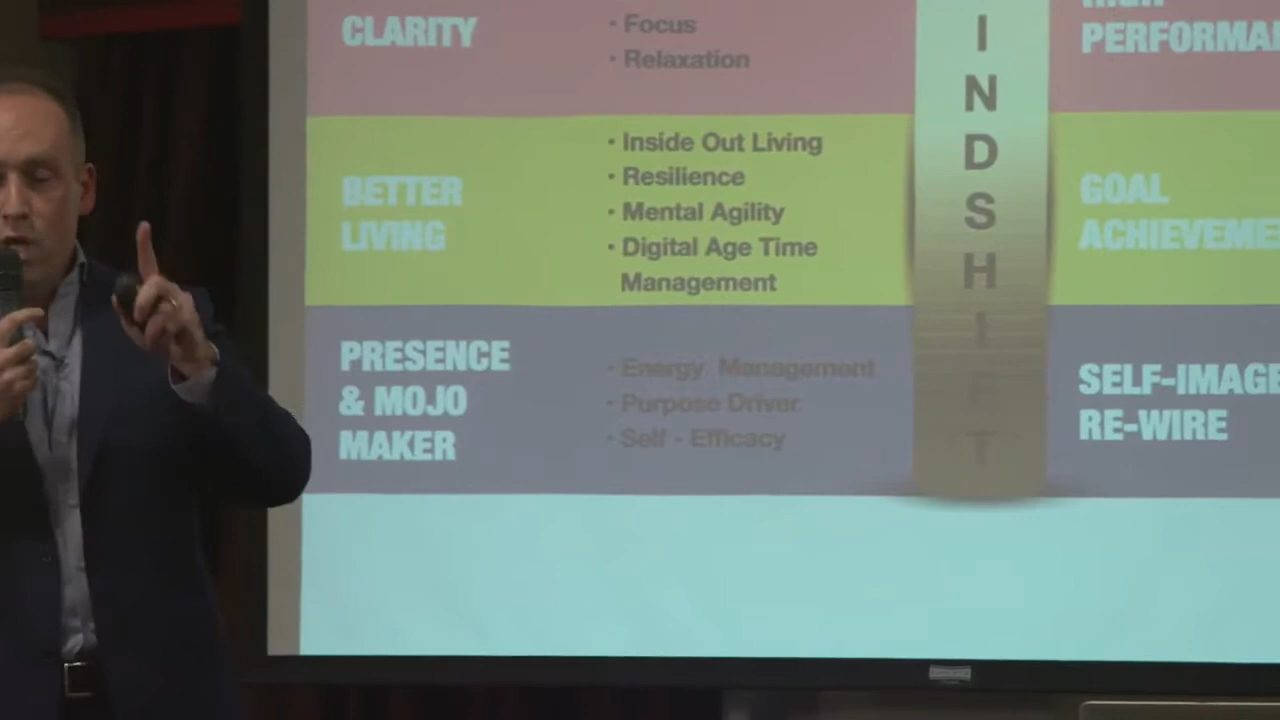 CLARITY
• Focus
• Relaxation
BETTER
LIVING
• Inside Out Living
• Resilience
• Mental Agility
• Digital Age Time
Management
PRESENCE
& MOJO
MAKER
• Energy Management
• Purpose Driver
• Self - Efficacy
I
N
D
S
H
I
F
T
HIGH
PERFORMA
GOAL
ACHIEVEME
SELF-IMAGE
RE-WIRE